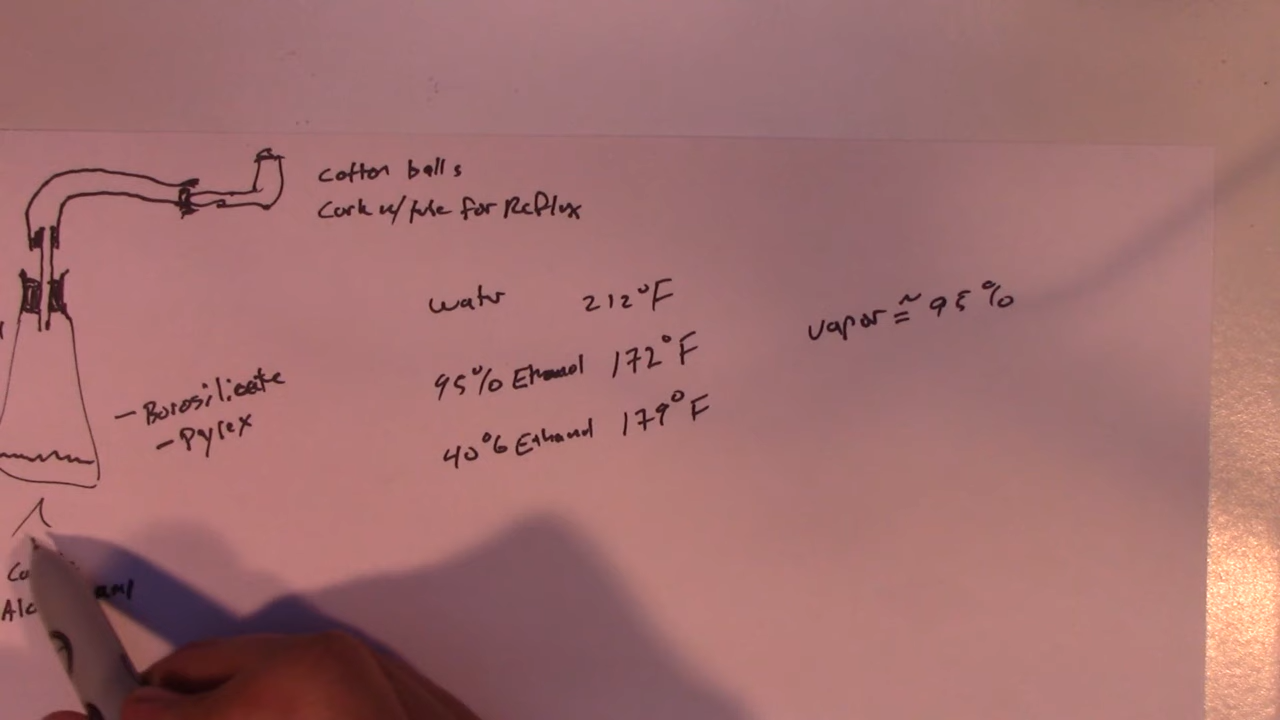 Cotton balls
Cork w/ tube for Reflux
water 212°F
vapor ≅ 95%
95% Ethanol 172°F
- Borosilicate
- Pyrex
40% Ethanol 179°F